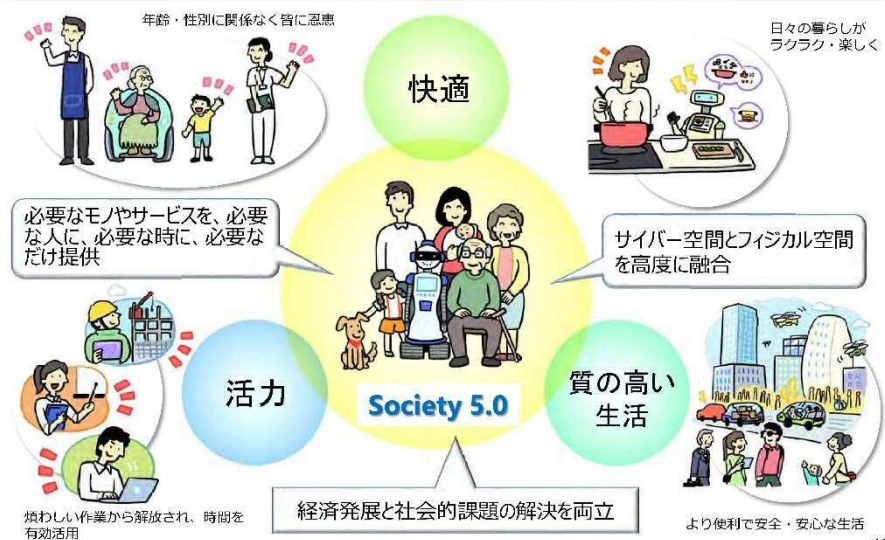 年齢・性別に関係なく皆に恩恵
日々の暮らしが
ラクラク・楽しく
快適
必要なモノやサービスを、必要
な人に、必要な時に、必要な
だけ提供
サイバー空間とフィジカル空間
を高度に融合
活力
Society 5.0
質の高い
生活
経済発展と社会的課題の解決を両立
煩わしい作業から解放され、時間を
有効活用
より便利で安全・安心な生活